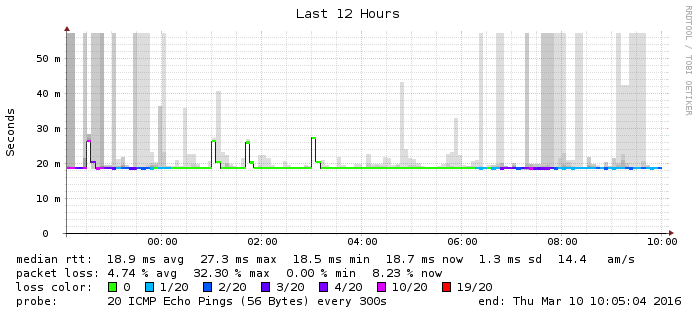 Last 12 Hours
RRDTOOL / TOBI OETIKER
Seconds
50 m
40 m
30 m
20 m
10 m
0
00:00 02:00 04:00 06:00 08:00 10:00
median rtt: 18.9 ms avg 27.3 ms max 18.5 ms min 18.7 ms now 1.3 ms sd 14.4 am/s
packet loss: 4.74 % avg 32.30 % max 0.00 % min 8.23 % now
loss color: 0 1/20 2/20 3/20 4/20 10/20 19/20
probe: 20 ICMP Echo Pings (56 Bytes) every 300s end: Thu Mar 10 10:05:04 2016